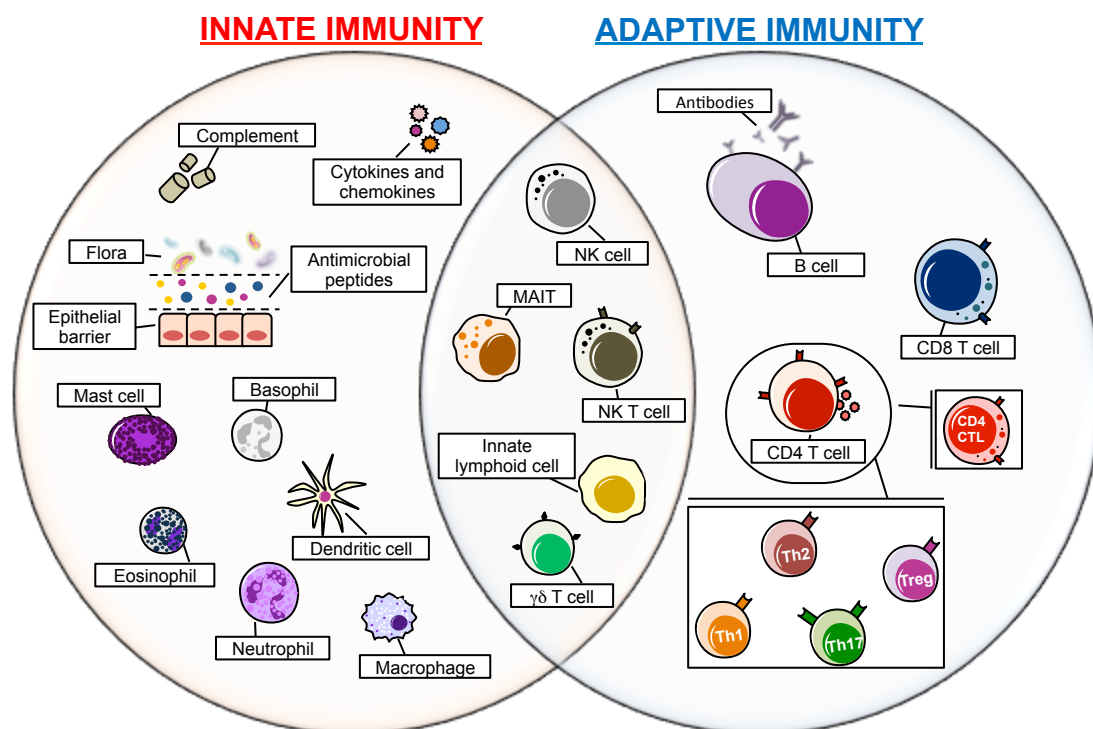 INNATE IMMUNITY
ADAPTIVE IMMUNITY
Complement
Cytokines and
chemokines
Flora
Antimicrobial
peptides
Epithelial
barrier
Mast cell
Basophil
Dendritic cell
Eosinophil
Neutrophil
Macrophage
NK cell
MAIT
NK T cell
Innate
lymphoid cell
γδ T cell
Antibodies
B cell
CD8 T cell
CD4 T cell
CD4
CTL
Th2
Treg
Th1
Th17